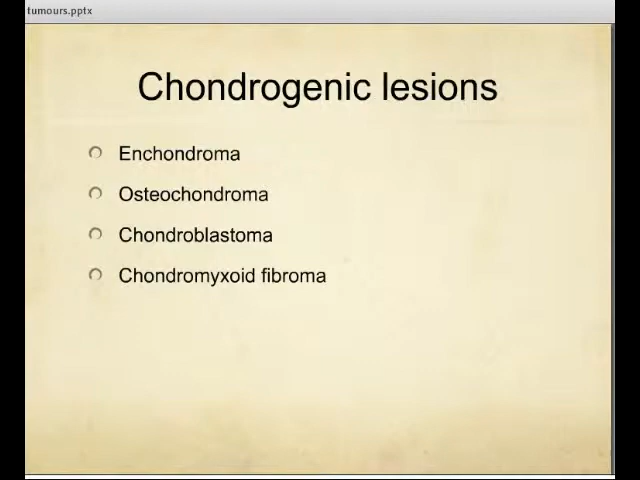 tumours.pptx
Chondrogenic lesions
Enchondroma
Osteochondroma
Chondroblastoma
Chondromyxoid fibroma